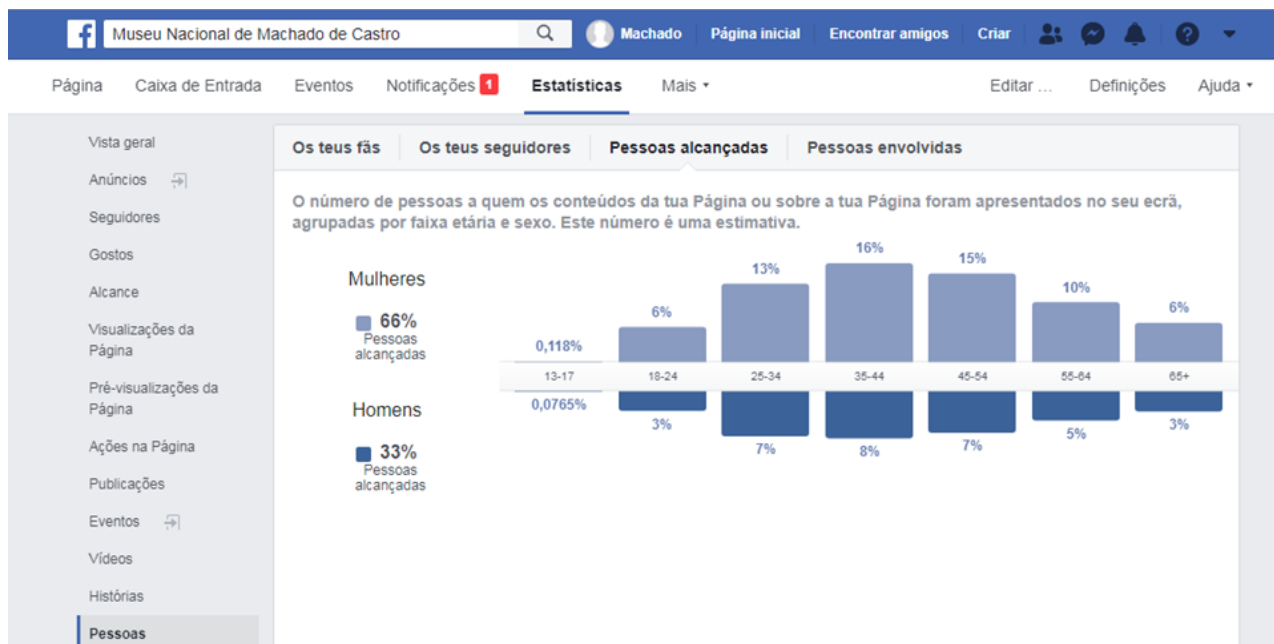 Museu Nacional de Machado de Castro
Machado Página inicial Encontrar amigos Criar
Página Caixa de Entrada Eventos Notificações 1 Estatísticas Mais Editar ... Definições Ajuda
Vista geral
Anúncios
Seguidores
Gostos
Alcance
Visualizações da
Página
Pré-visualizações da
Página
Ações na Página
Publicações
Eventos
Vídeos
Histórias
Pessoas
Os teus fãs Os teus seguidores Pessoas alcançadas Pessoas envolvidas
O número de pessoas a quem os conteúdos da tua Página ou sobre a tua Página foram apresentados no seu ecrã,
agrupadas por faixa etária e sexo. Este número é uma estimativa.
Mulheres
66%
Pessoas
alcançadas
0,118% 6% 13% 16% 15% 10% 6%
13-17 18-24 25-34 35-44 45-54 55-64 65+
Homens
33%
Pessoas
alcançadas
0,0765% 3% 7% 8% 7% 5% 3%